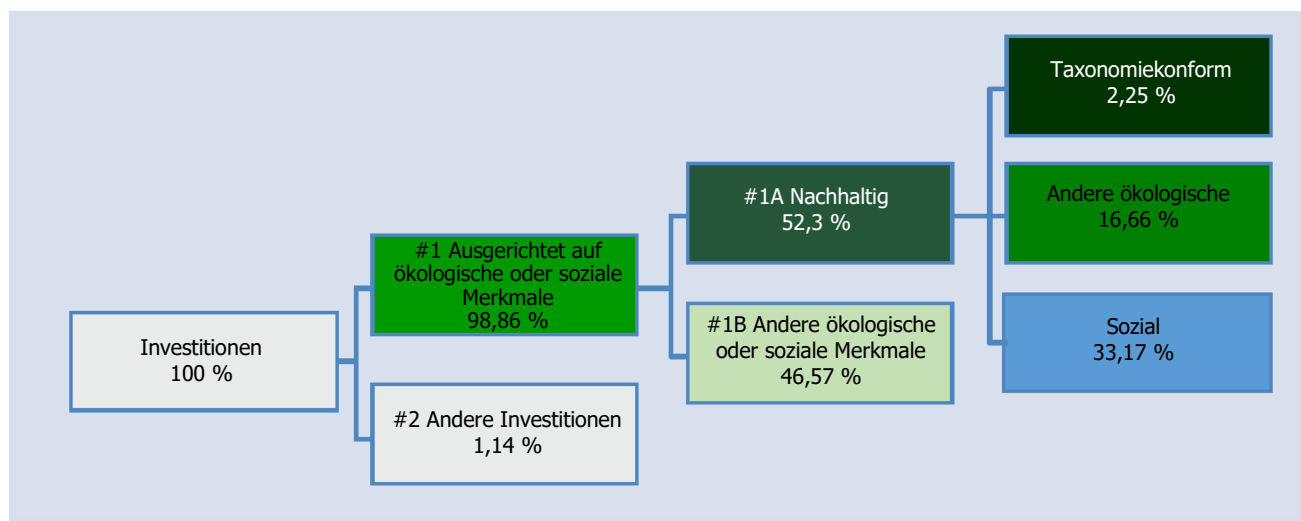 Investitionen
100 %
#1 Ausgerichtet auf
ökologische oder soziale
Merkmale
98,86 %
#2 Andere Investitionen
1,14 %
#1A Nachhaltig
52,3 %
#1B Andere ökologische
oder soziale Merkmale
46,57 %
Taxonomiekonform
2,25 %
Andere ökologische
16,66 %
Sozial
33,17 %